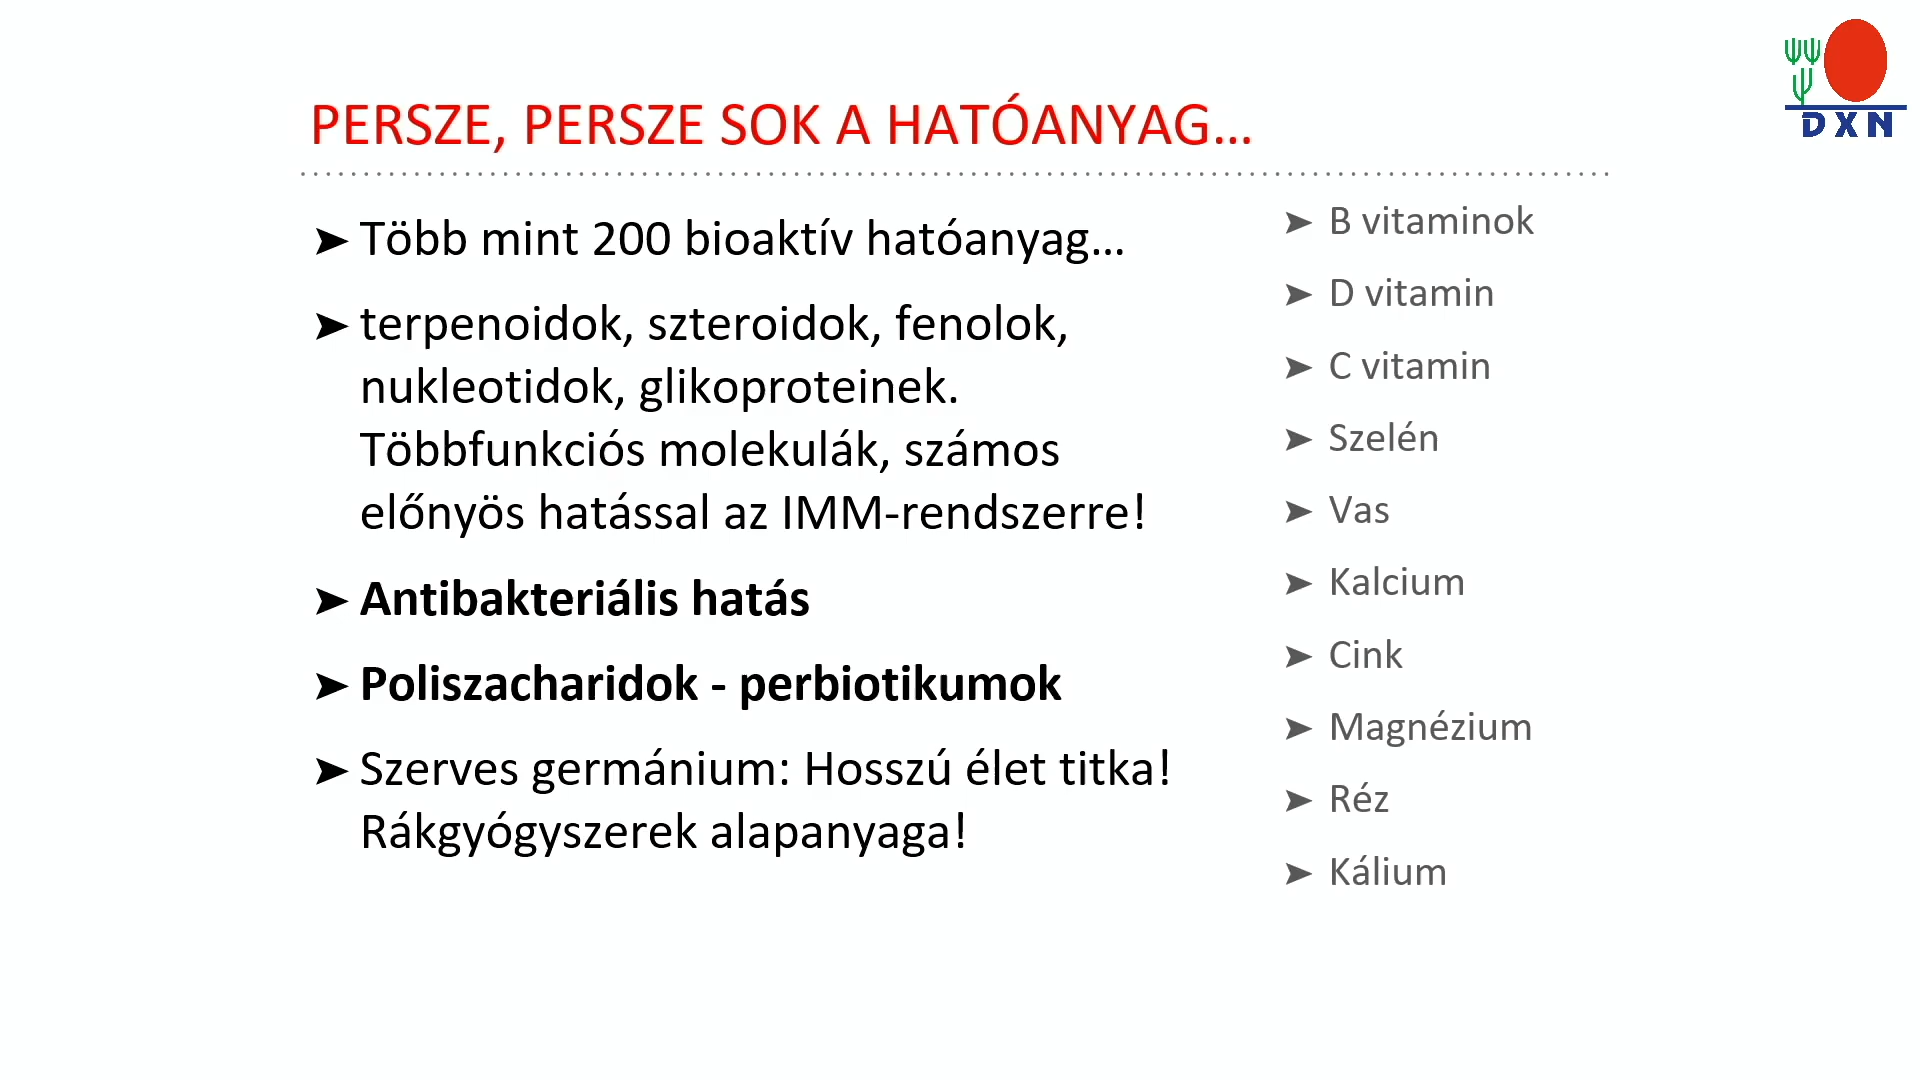 PERSZE, PERSZE SOK A HATÓANYAG...
➤ Több mint 200 bioaktív hatóanyag...
➤ terpenoidok, szteroidok, fenolok,
nukleotidok, glikoproteinek.
Többfunkciós molekulák, számos
előnyös hatással az IMM-rendszerre!
➤ Antibakteriális hatás
➤ Poliszacharidok - perbiotikumok
➤ Szerves germánium: Hosszú élet titka!
Rákgyógyszerek alapanyaga!
➤ B vitaminok
➤ D vitamin
➤ C vitamin
➤ Szelén
➤ Vas
➤ Kalcium
➤ Cink
➤ Magnézium
➤ Réz
➤ Kálium
DXN